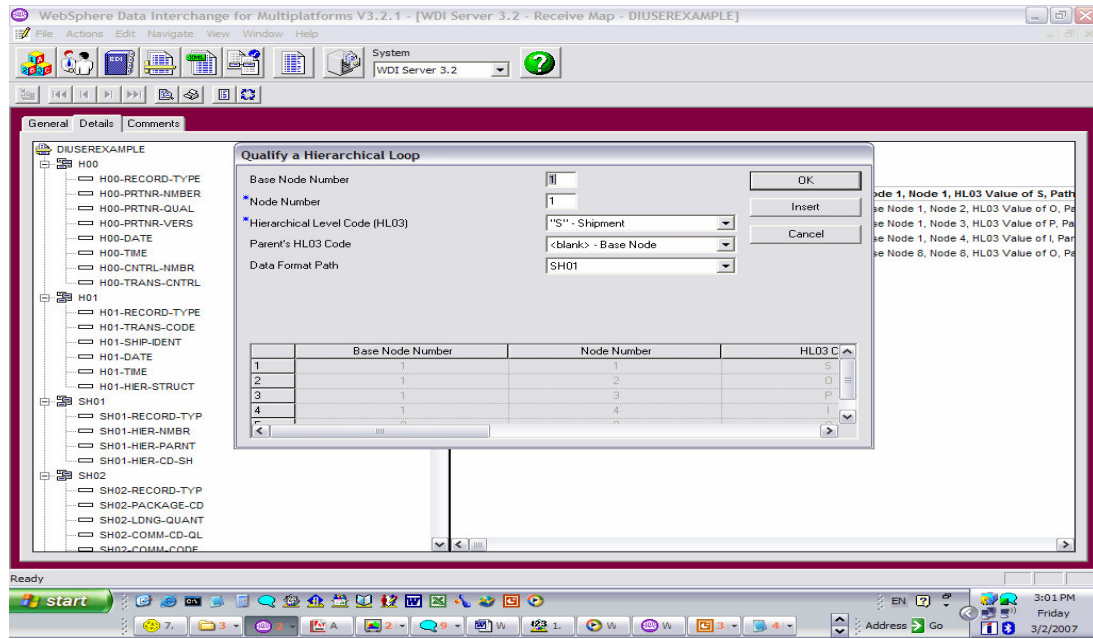 WebSphere Data Interchange for Multiplatforms V3.2.1 - [WDI Server 3.2 - Receive Map - DIUSEREXAMPLE]
File Actions Edit Navigate View Window Help
System
WDI Server 3.2
General Details Comments
DIUSEREXAMPLE
H00
H00-RECORD-TYPE
H00-PRTNR-NMBER
H00-PRTNR-QUAL
H00-PRTNR-VERS
H00-DATE
H00-TIME
H00-CNTRL-NMBR
H00-TRANS-CNTRL
H01
H01-RECORD-TYPE
H01-TRANS-CODE
H01-SHIP-IDENT
H01-DATE
H01-TIME
H01-HIER-STRUCT
SH01
SH01-RECORD-TYP
SH01-HIER-NMBR
SH01-HIER-PARNT
SH01-HIER-CD-SH
SH02
SH02-RECORD-TYP
SH02-PACKAGE-CD
SH02-LDNG-QUANT
SH02-COMM-CD-QL
SH02-COMM-CODE
Qualify a Hierarchical Loop
Base Node Number 1
*Node Number 1
*Hierarchical Level Code (HL03) "S" - Shipment
Parent's HL03 Code <blank> - Base Node
Data Format Path SH01
OK
Insert
Cancel
Base Node Number Node Number HL03 C
1 1 1 S
2 1 2 O
3 1 3 P
4 1 4 I
ode 1, Node 1, HL03 Value of S, Path
se Node 1, Node 2, HL03 Value of O, Pa
se Node 1, Node 3, HL03 Value of P, Pa
se Node 1, Node 4, HL03 Value of I, Par
se Node 8, Node 8, HL03 Value of O, Pa
Ready
start
EN
3:01 PM
Friday
3/2/2007
7. 3 A 2 9 W 1. W W 3 4
Address Go